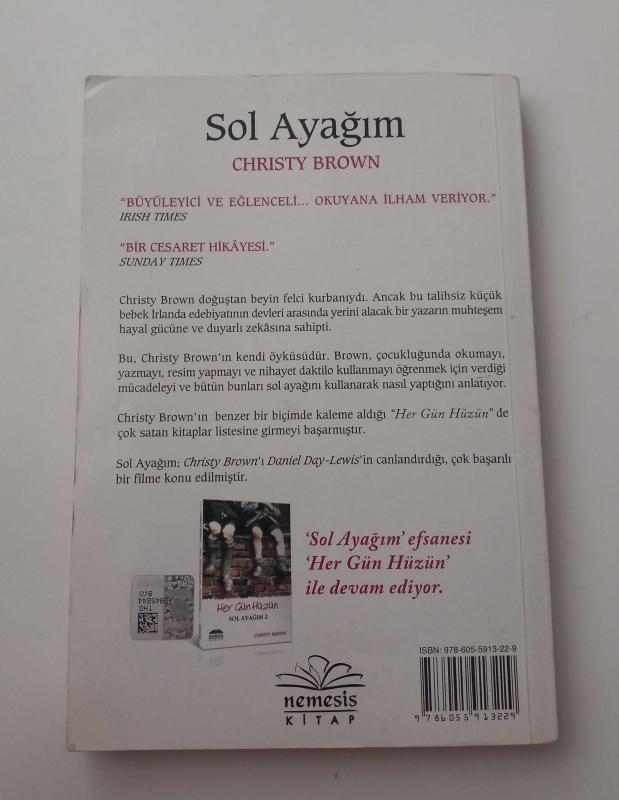 Sol Ayağım
CHRISTY BROWN
“BÜYÜLEYİCİ VE EĞLENCELİ... OKUYANA İLHAM VERİYOR.”
IRISH TIMES
“BİR CESARET HİKÂYESİ.”
SUNDAY TIMES
Christy Brown doğuştan beyin felci kurbanıydı. Ancak bu talihsiz küçük
bebek İrlanda edebiyatının devleri arasında yerini alacak bir yazarın muhteşem
hayal gücüne ve duyarlı zekâsına sahipti.
Bu, Christy Brown’ın kendi öyküsüdür. Brown, çocukluğunda okumayı,
yazmayı, resim yapmayı ve nihayet daktilo kullanmayı öğrenmek için verdiği
mücadeleyi ve bütün bunları sol ayağını kullanarak nasıl yaptığını anlatıyor.
Christy Brown’ın benzer bir biçimde kaleme aldığı “Her Gün Hüzün” de
çok satan kitaplar listesine girmeyi başarmıştır.
Sol Ayağım; Christy Brown’ı Daniel Day-Lewis’in canlandırdığı, çok başarılı
bir filme konu edilmiştir.
‘Sol Ayağım’ efsanesi
‘Her Gün Hüzün’
ile devam ediyor.
Her Gün Hüzün
SOL AYAĞIM 2
CHRISTY BROWN
nemesis
KİTAP
ISBN: 978-605-5913-22-9
9 786055 913229